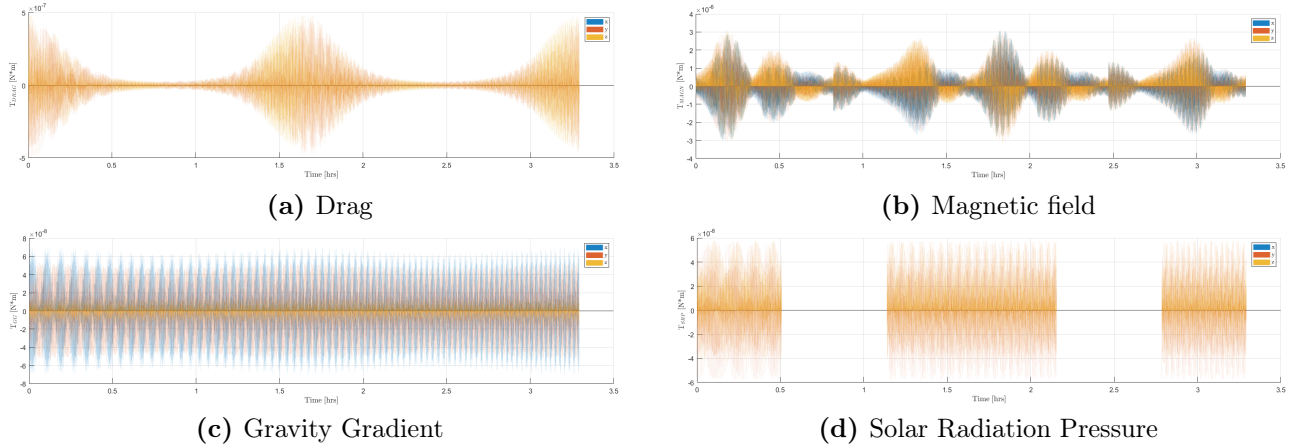 ×10⁻⁷
5
0
-5
T_DRAG [N*m]
0 0.5 1 1.5 2 2.5 3 3.5
Time [hrs]
x
y
z
(a) Drag
×10⁻⁶
4
3
2
1
0
-1
-2
-3
-4
T_MAGN [N*m]
0 0.5 1 1.5 2 2.5 3 3.5
Time [hrs]
x
y
z
(b) Magnetic field
×10⁻⁸
8
6
4
2
0
-2
-4
-6
-8
T_GG [N*m]
0 0.5 1 1.5 2 2.5 3 3.5
Time [hrs]
x
y
z
(c) Gravity Gradient
×10⁻⁸
6
4
2
0
-2
-4
-6
T_SRP [N*m]
0 0.5 1 1.5 2 2.5 3 3.5
Time [hrs]
x
y
z
(d) Solar Radiation Pressure